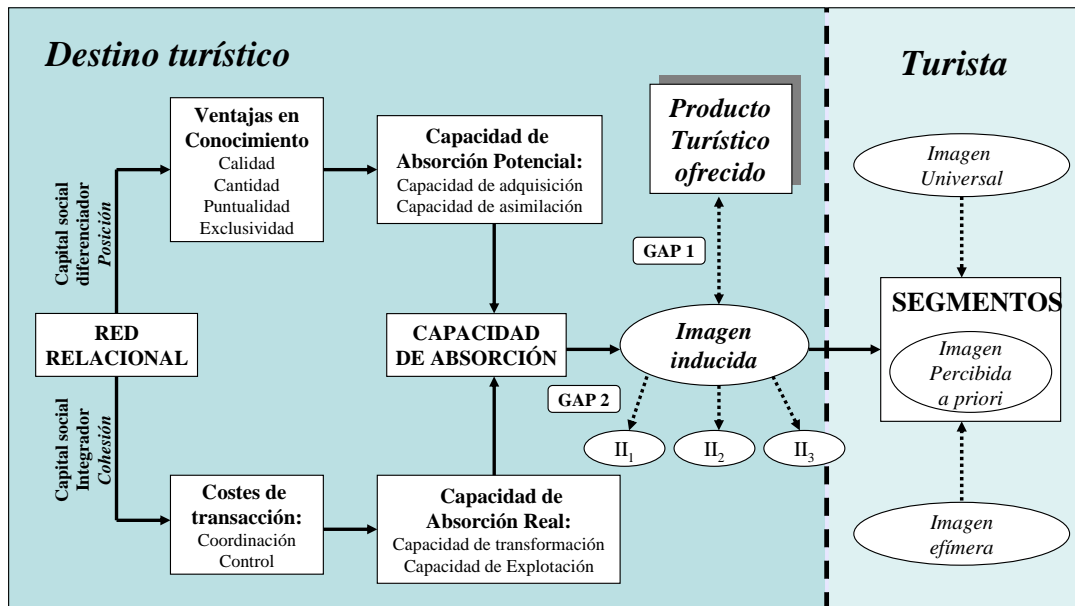 Destino turístico
Turista
Ventajas en
Conocimiento
Calidad
Cantidad
Puntualidad
Exclusividad
Capacidad de
Absorción Potencial:
Capacidad de adquisición
Capacidad de asimilación
Producto
Turístico
ofrecido
Imagen
Universal
Capital social
diferenciador
Posición
GAP 1
RED
RELACIONAL
CAPACIDAD
DE ABSORCIÓN
Imagen
inducida
SEGMENTOS
Imagen
Percibida
a priori
GAP 2
II₁
II₂
II₃
Capital social
Integrador
Cohesión
Costes de
transacción:
Coordinación
Control
Capacidad de
Absorción Real:
Capacidad de transformación
Capacidad de Explotación
Imagen
efímera